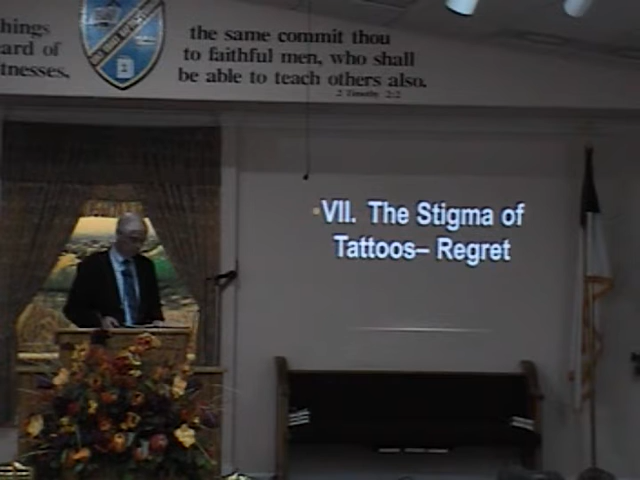 hings
ard of
tnesses.
the same commit thou
to faithful men, who shall
be able to teach others also.
2 Timothy 2:2
VII. The Stigma of
Tattoos– Regret